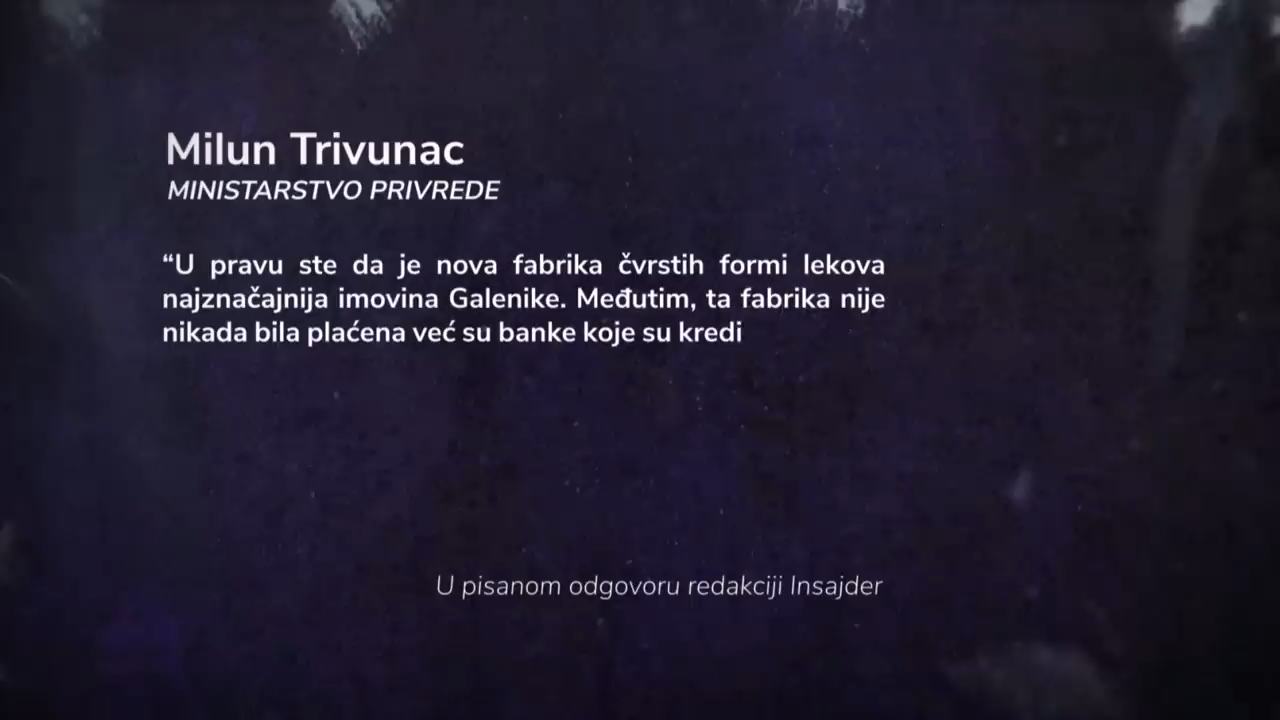 Milun Trivunac
MINISTARSTVO PRIVREDE
“U pravu ste da je nova fabrika čvrstih formi lekova
najznačajnija imovina Galenike. Međutim, ta fabrika nije
nikada bila plaćena već su banke koje su kredi
U pisanom odgovoru redakciji Insajder